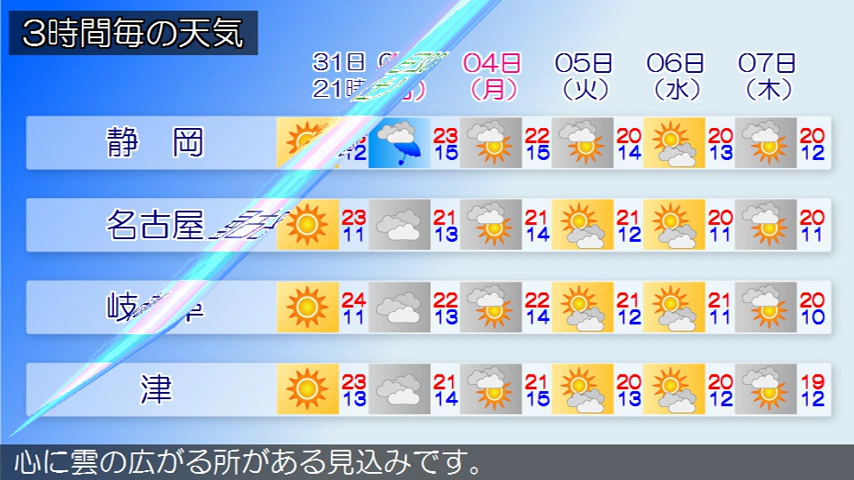 3時間毎の天気
31日 04日 05日 06日 07日
21時 (月) (火) (水) (木)
静 岡 12 23 15 22 15 20 14 20 13 20 12
名古屋 23 11 21 13 21 14 21 12 20 11 20 11
岐 24 11 22 13 22 14 21 12 21 11 20 10
津 23 13 21 14 21 15 20 13 20 12 19 12
心に雲の広がる所がある見込みです。